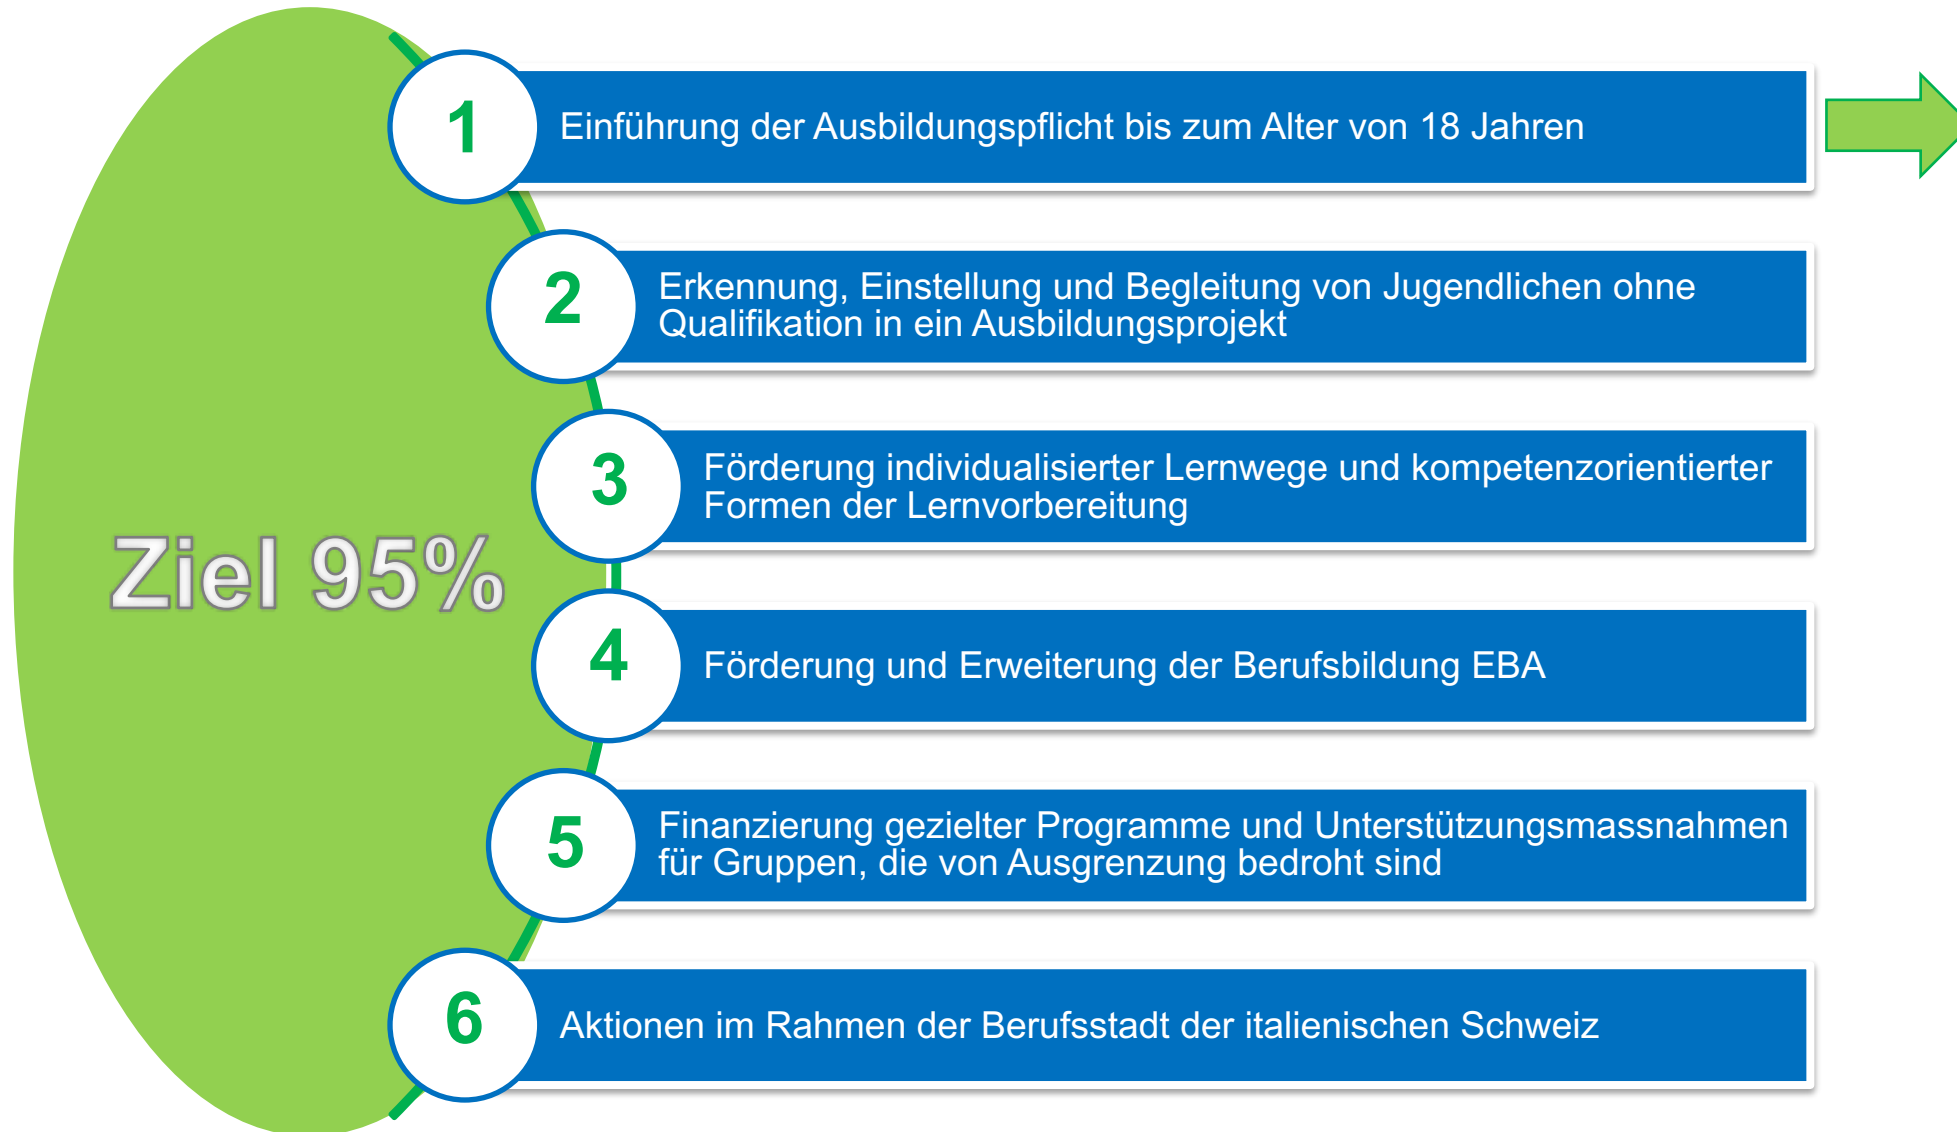 1
Einführung der Ausbildungspflicht bis zum Alter von 18 Jahren
2
Erkennung, Einstellung und Begleitung von Jugendlichen ohne
Qualifikation in ein Ausbildungsprojekt
3
Förderung individualisierter Lernwege und kompetenzorientierter
Formen der Lernvorbereitung
Ziel 95%
4
Förderung und Erweiterung der Berufsbildung EBA
5
Finanzierung gezielter Programme und Unterstützungsmassnahmen
für Gruppen, die von Ausgrenzung bedroht sind
6
Aktionen im Rahmen der Berufsstadt der italienischen Schweiz